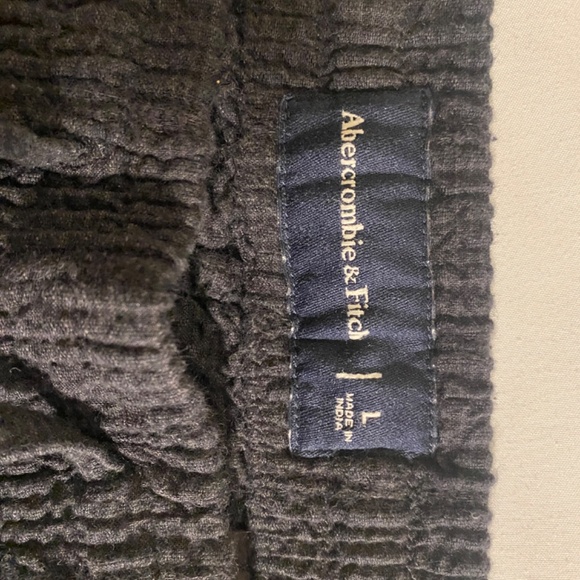 Abercrombie & Fitch
L
MADE IN
INDIA